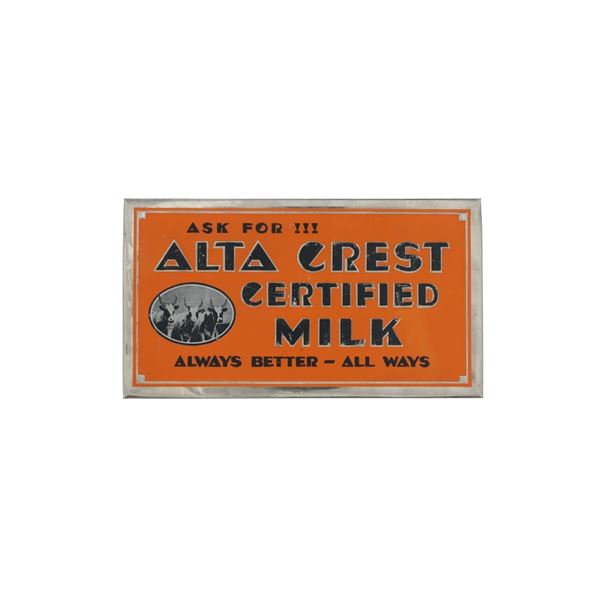 ASK FOR !!!
ALTA CREST
CERTIFIED
MILK
ALWAYS BETTER – ALL WAYS